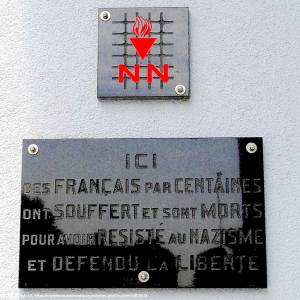 NN
ICI
DES FRANÇAIS PAR CENTAINES
ONT SOUFFERT ET SONT MORTS
POUR AVOIR RESISTÉ AU NAZISME
ET DEFENDU LA LIBERTÉ